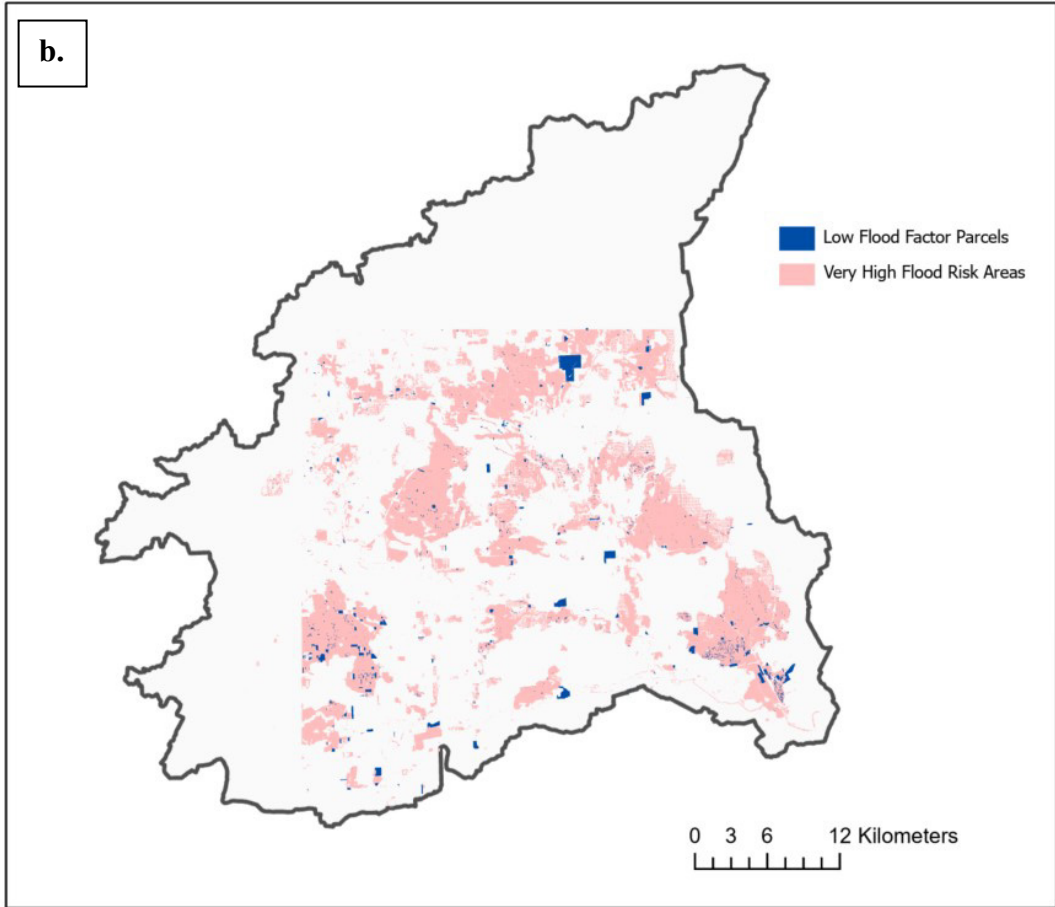 b.
Low Flood Factor Parcels
Very High Flood Risk Areas
0 3 6 12 Kilometers